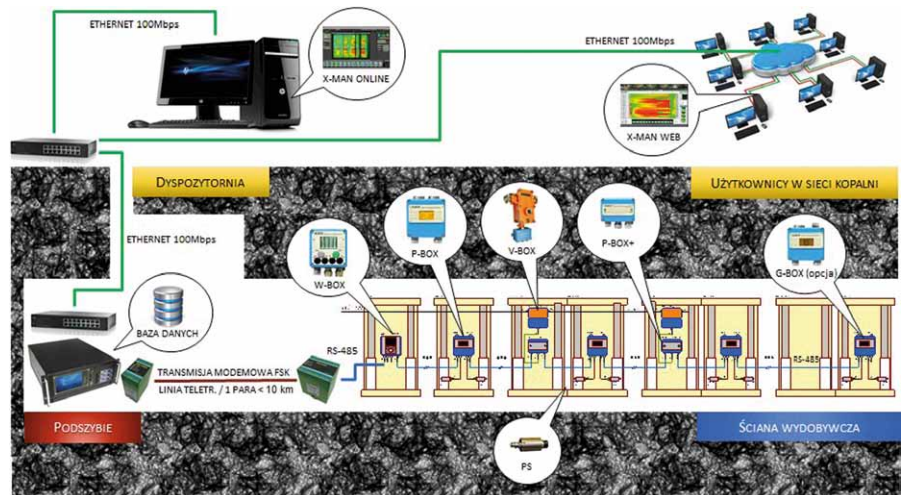 ETHERNET 100Mbps
X-MAN ONLINE
ETHERNET 100Mbps
X-MAN WEB
DYSPOZYTORNIA
UŻYTKOWNICY W SIECI KOPALNI
ETHERNET 100Mbps
W-BOX
P-BOX
V-BOX
P-BOX+
G-BOX (opcja)
BAZA DANYCH
RS-485
RS-485
TRANSMISJA MODEMOWA FSK
LINIA TELETR. / 1 PARA < 10 km
PODSZYBIE
ŚCIANA WYDOBYWCZA
PS